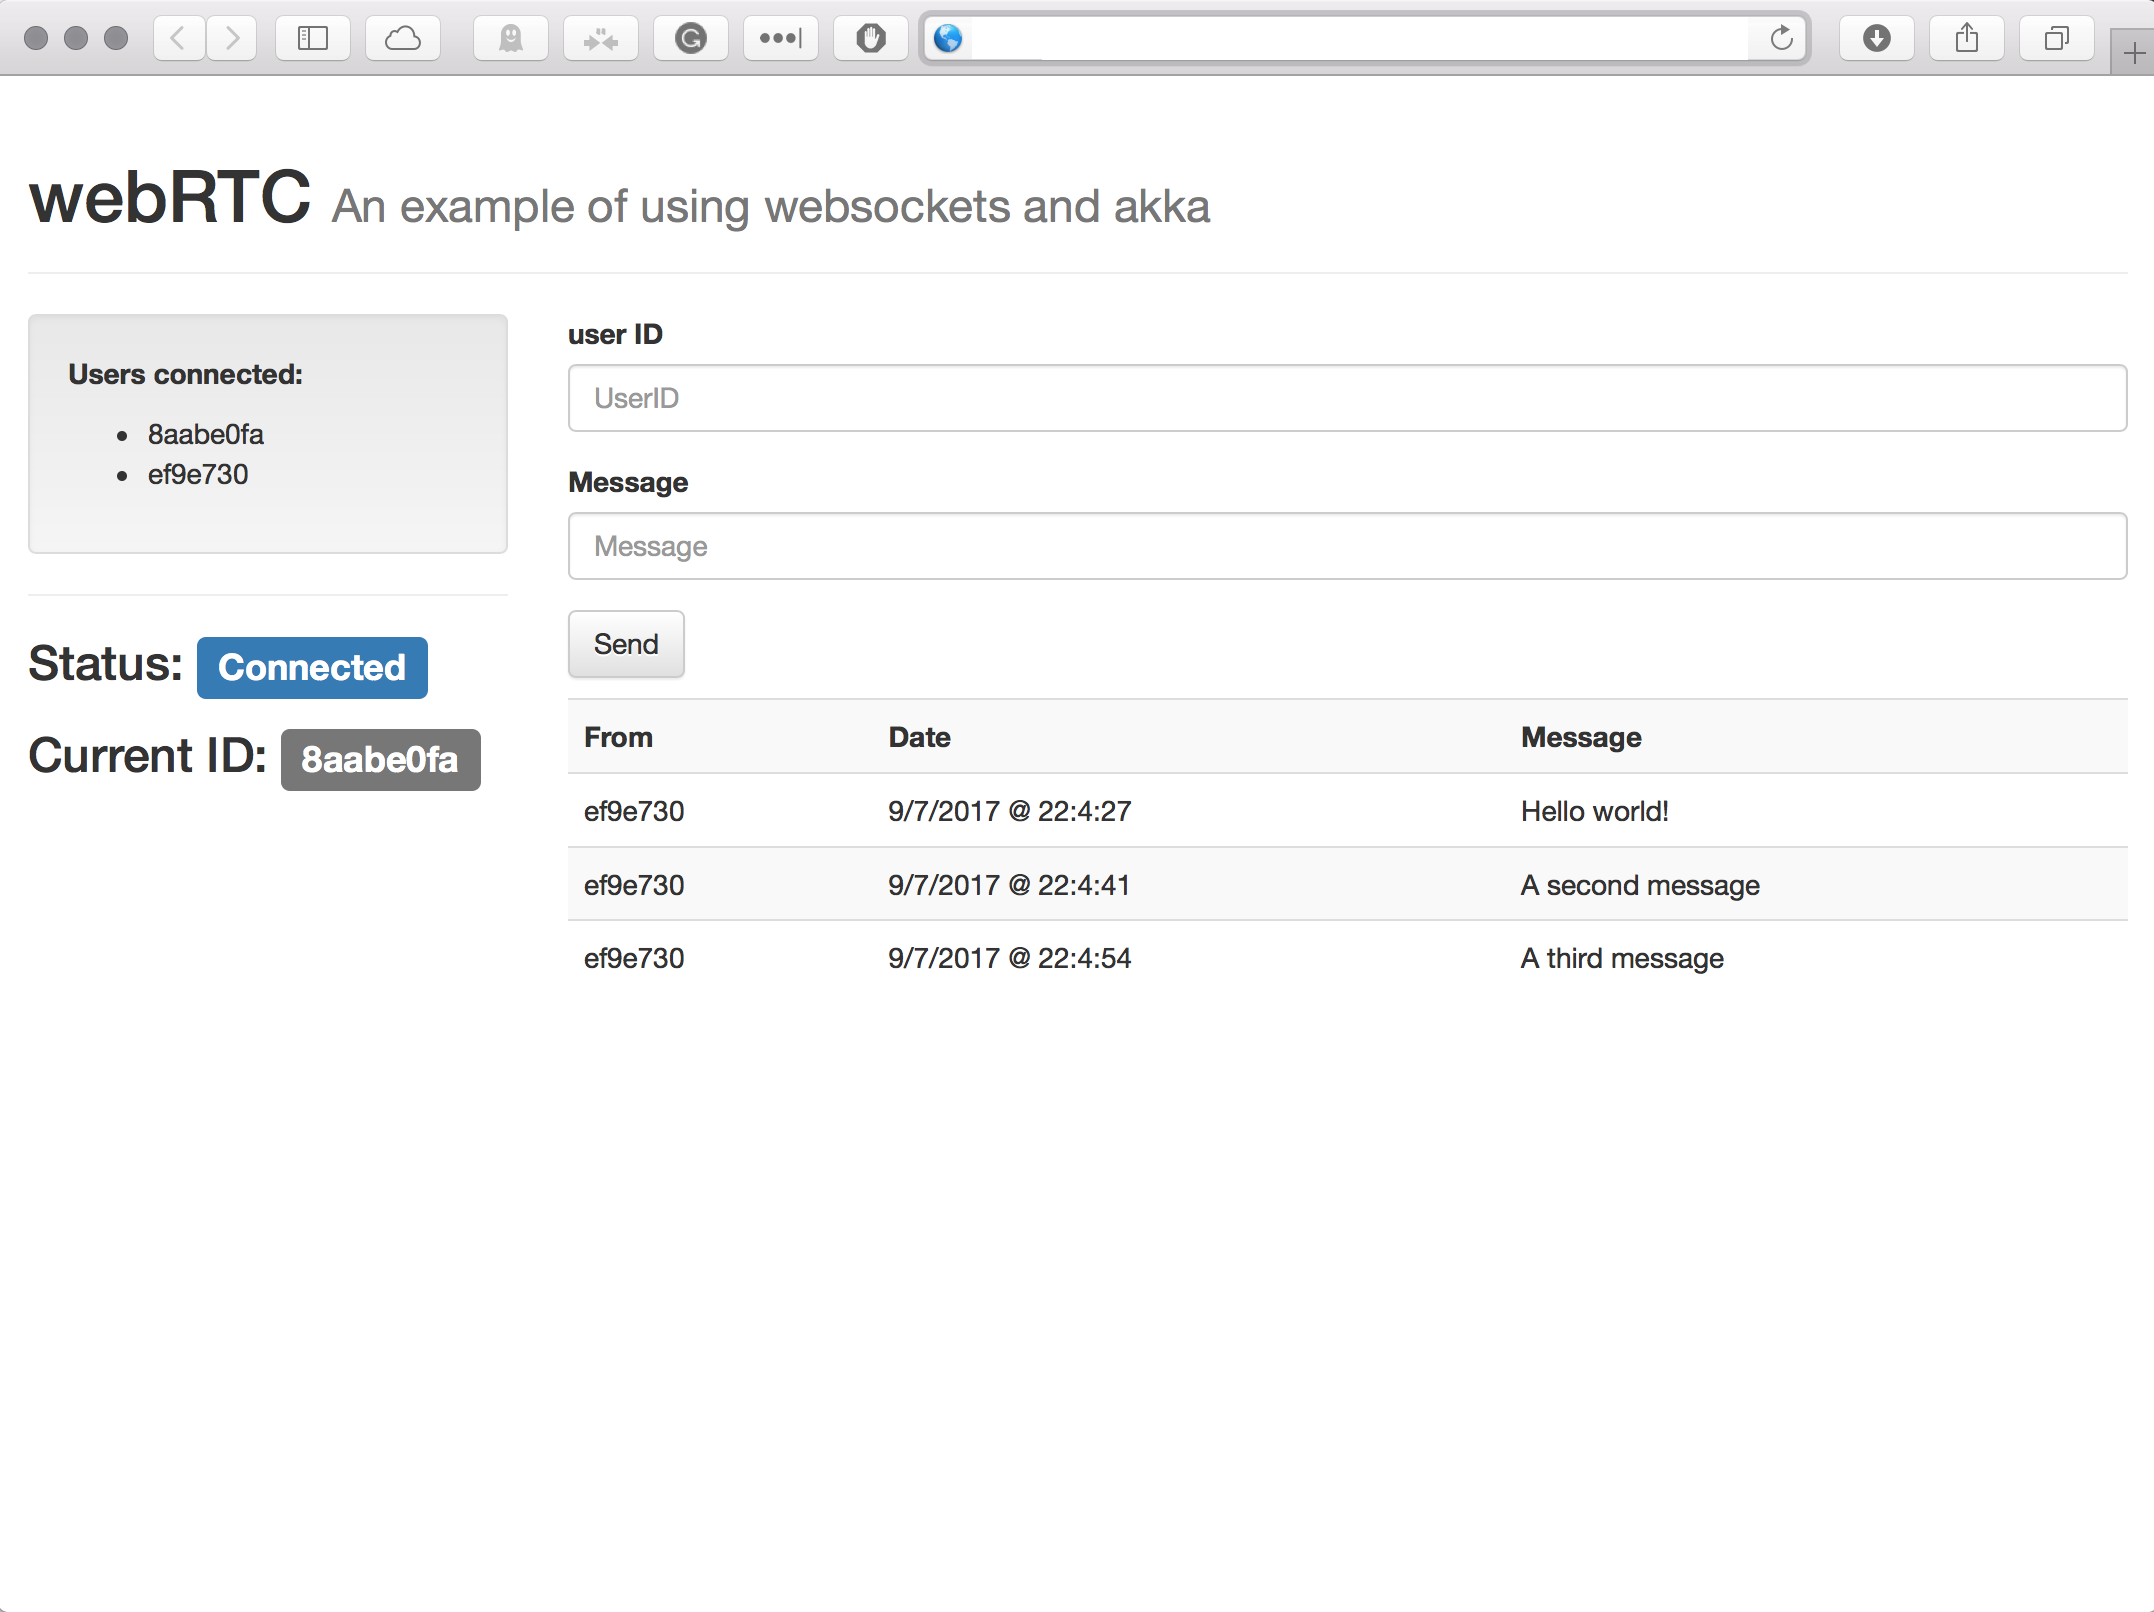 webRTC An example of using websockets and akka
Users connected:
8aabe0fa
ef9e730
Status: Connected
Current ID: 8aabe0fa
user ID
UserID
Message
Message
Send
From Date Message
ef9e730 9/7/2017 @ 22:4:27 Hello world!
ef9e730 9/7/2017 @ 22:4:41 A second message
ef9e730 9/7/2017 @ 22:4:54 A third message